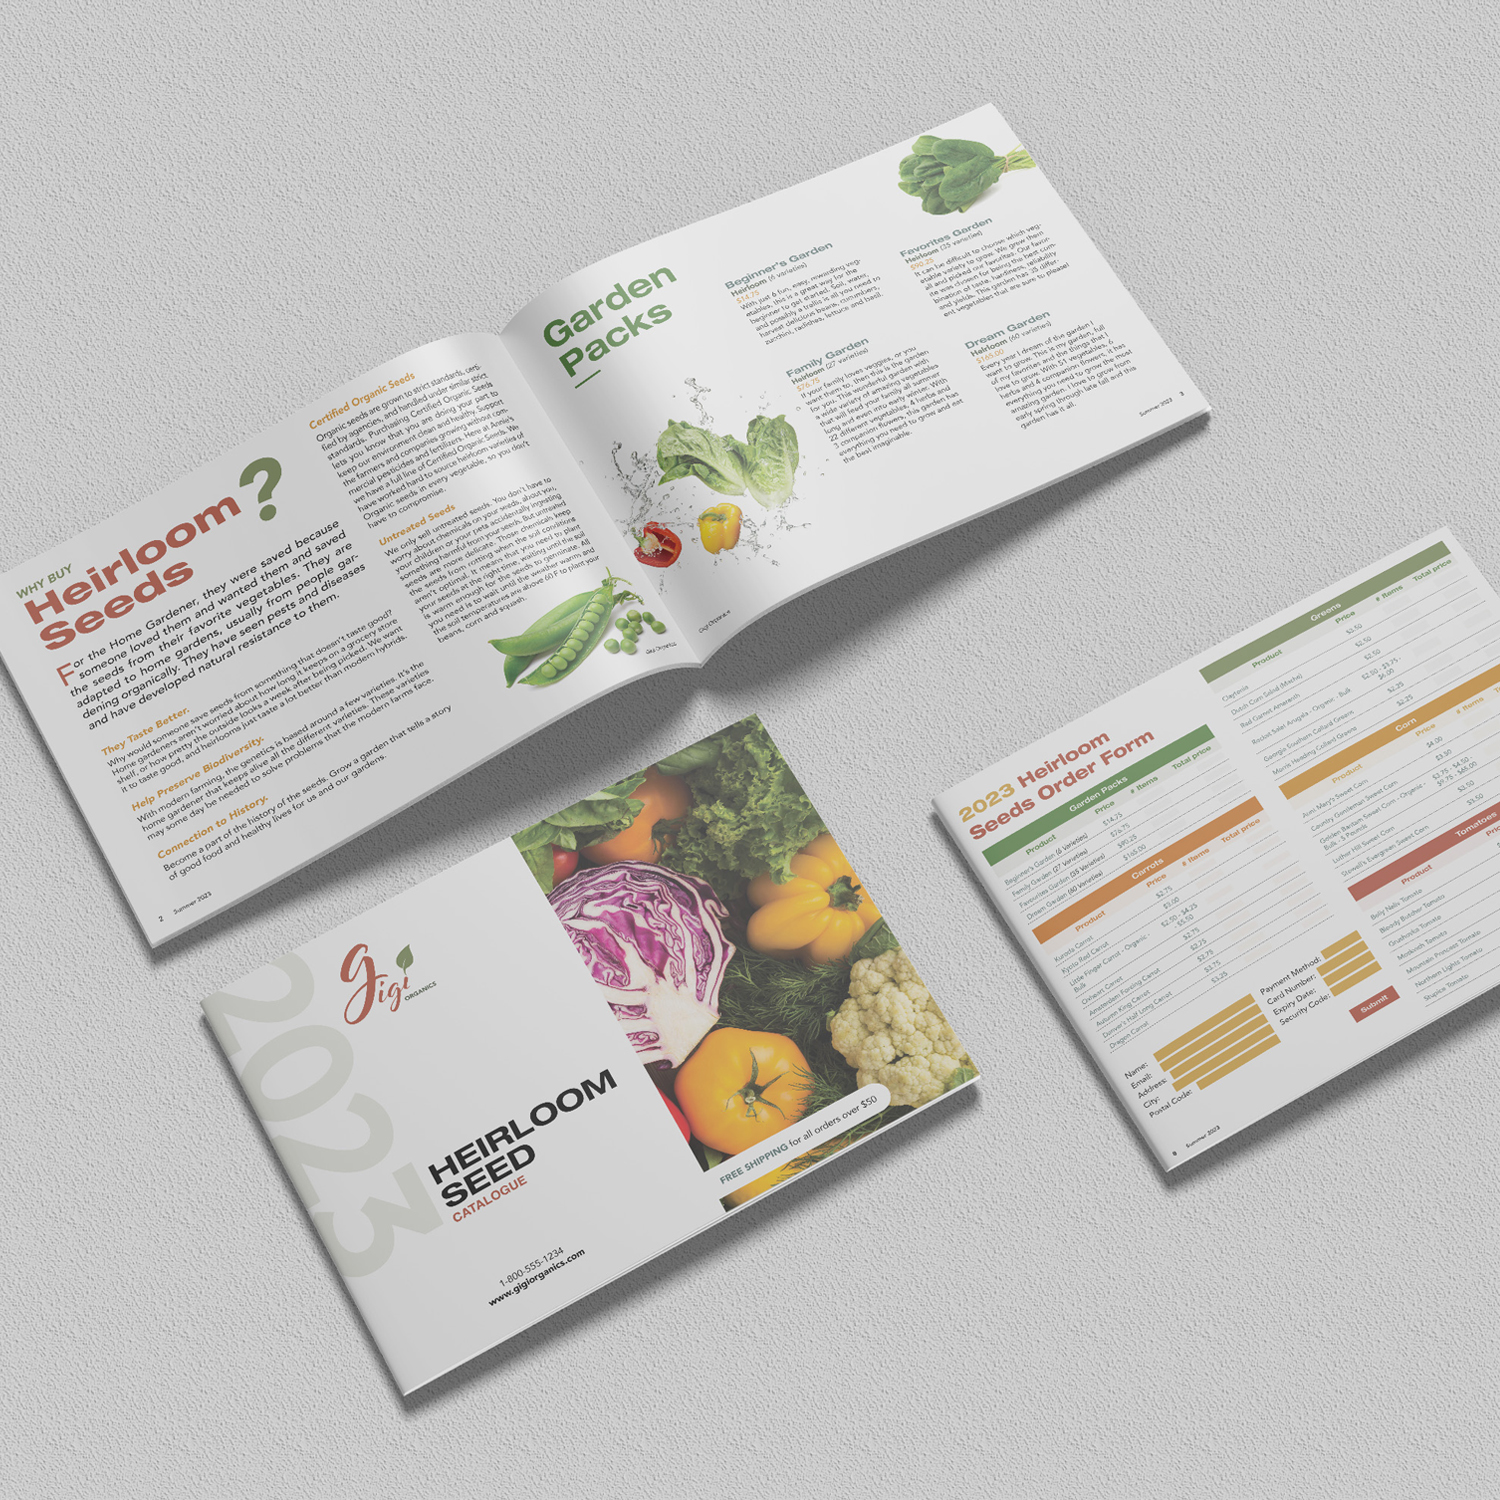 WHY BUY
Heirloom
Seeds
?
For the Home Gardener, they were saved because
someone loved them and wanted them and saved
the seeds from their favorite vegetables. They are
adapted to home gardens, usually from people gar-
dening organically. They have seen pests and diseases
and have developed natural resistance to them.
They Taste Better.
Why would someone save seeds from something that doesn't taste good?
Home gardeners aren't worried about how long it keeps on a grocery store
shelf, or how pretty the outside looks a week after being picked. We want
it to taste good, and heirlooms just taste a lot better than modern hybrids.
Help Preserve Biodiversity.
With modern farming, the genetics is based around a few varieties. It's the
home gardener that keeps alive all the different varieties. These varieties
may some day be needed to solve problems that the modern farms face.
Connection to History.
Become a part of the history of the seeds. Grow a garden that tells a story
of good food and healthy lives for us and our gardens.
2 Summer 2023
Certified Organic Seeds
Organic seeds are grown to strict standards, certi-
fied by agencies, and handled under similar strict
standards. Purchasing Certified Organic Seeds
lets you know that you are doing your part to
keep our environment clean and healthy. Support
the farmers and companies growing without com-
mercial pesticides and fertilizers. Here at Annie's
we have a full line of Certified Organic Seeds. We
have worked hard to source heirloom varieties of
Organic seeds in every vegetable, so you don't
have to compromise.
Untreated Seeds
We only sell untreated seeds. You don't have to
worry about chemicals on your seeds, about you,
your children or your pets accidentally ingesting
something harmful from your seeds. But untreated
seeds are more delicate. Those chemicals keep
the seeds from rotting when the soil conditions
aren't optimal. It means that you need to plant
your seeds at the right time, waiting until the soil
is warm enough for the seeds to germinate. All
you need is to wait until the weather warms and
the soil temperatures are above 60 F to plant your
beans, corn and squash.
Gigi Organics
Garden
Packs
Gigi Organics
Beginner's Garden
Heirloom (6 varieties)
$14.75
With just 6 fun, easy, rewarding veg-
etables, this is a great way for the
beginner to get started. Soil, water,
and possibly a trellis is all you need to
harvest delicious beans, cucumbers,
zucchini, radishes, lettuce and basil.
Family Garden
Heirloom (27 varieties)
$76.75
If your family loves veggies, or you
want them to, then this is the garden
for you. This wonderful garden with
a wide variety of amazing vegetables
that will feed your family all summer
long and even into early winter. With
22 different vegetables, 4 herbs and
3 companion flowers, this garden has
everything you need to grow and eat
the best imaginable.
Favorites Garden
Heirloom (35 varieties)
$90.25
It can be difficult to choose which veg-
etable variety to grow. We grew them
all and picked our favorites. Our favor-
ite was chosen for being the best com-
bination of taste, hardiness, reliability
and yields. This garden has 35 differ-
ent vegetables that are sure to please!
Dream Garden
Heirloom (60 varieties)
$165.00
Every year I dream of the garden I
want to grow. This is my garden, full
of my favorites and the things that I
love to grow. With 51 vegetables, 6
herbs and 4 companion flowers, it has
everything you need to grow the most
amazing garden. I love to grow from
early spring through late fall and this
garden has it all.
Summer 2023 3
2023
gigi
ORGANICS
HEIRLOOM
SEED
CATALOGUE
1-800-555-1234
www.gigiorganics.com
FREE SHIPPING for all orders over $50
2023 Heirloom
Seeds Order Form
Garden Packs
Product Price # Items Total price
Beginner's Garden (6 Varieties) $14.75
Family Garden (27 Varieties) $76.75
Favourites Garden (35 Varieties) $90.25
Dream Garden (60 Varieties) $165.00
Carrots
Product Price # Items Total price
Kuroda Carrot $2.75
Kyoto Red Carrot $3.00
Little Finger Carrot - Organic - $2.50 - $4.25
Bulk $5.50
Oxheart Carrot $2.75
Amsterdam Forcing Carrot $2.75
Autumn King Carrot $2.75
Danver's Half Long Carrot $3.75
Dragon Carrot $3.25
Name:
Email:
Address:
City:
Postal Code:
Payment Method:
Card Number:
Expiry Date:
Security Code:
Submit
8 Summer 2023
Greens
Product Price # Items Total price
Claytonia $3.50
Dutch Corn Salad (Mache) $2.50
Red Garnet Amaranth
Rocket Salad Arugula - Organic - Bulk $2.50 - $3.75 -
$6.00
Georgia Southern Collard Greens $2.25
Morris Heading Collard Greens $2.25
Corn
Product Price # Items
Aunt Mary's Sweet Corn $4.00
Country Gentleman Sweet Corn $3.50
Golden Bantam Sweet Corn - Organic - $3.75 - $4.50 -
Bulk - 5 Pounds $9.75 - $65.00
Luther Hill Sweet Corn $3.50
Stowell's Evergreen Sweet Corn $3.50
Tomatoes
Product
Belly Nelia Tomato
Bloody Butcher Tomato
Grushovka Tomato
Moskvich Tomato
Mountain Princess Tomato
Northern Lights Tomato
Stupice Tomato